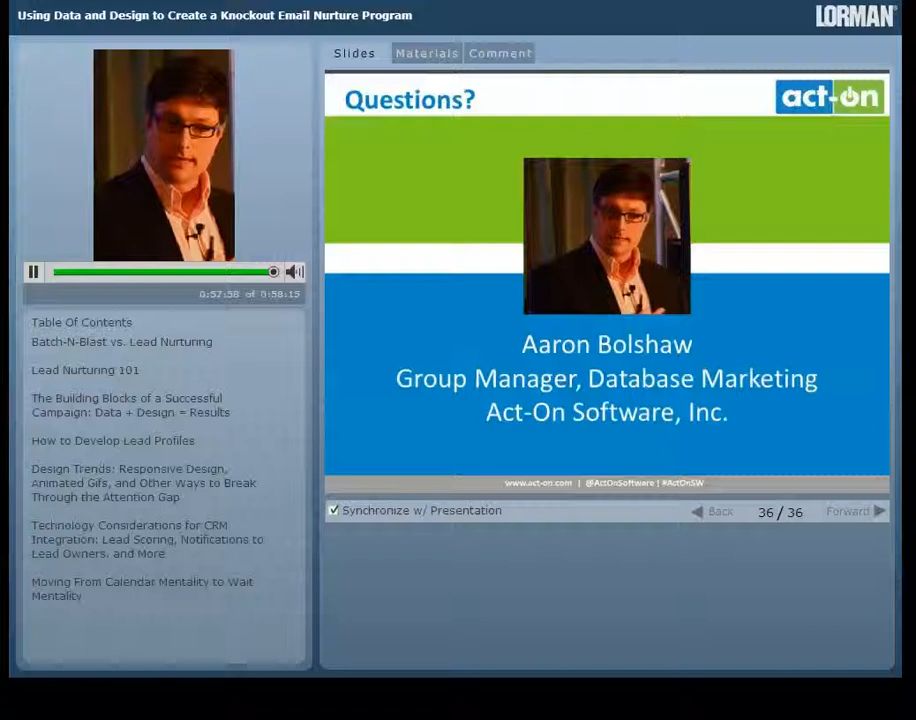 Using Data and Design to Create a Knockout Email Nurture Program
LORMAN
Slides Materials Comment
Questions?
act-on
0:57:58 of 0:58:15
Table Of Contents
Batch-N-Blast vs. Lead Nurturing
Lead Nurturing 101
The Building Blocks of a Successful
Campaign: Data + Design = Results
How to Develop Lead Profiles
Design Trends: Responsive Design,
Animated Gifs, and Other Ways to Break
Through the Attention Gap
Technology Considerations for CRM
Integration: Lead Scoring, Notifications to
Lead Owners, and More
Moving From Calendar Mentality to Wait
Mentality
Aaron Bolshaw
Group Manager, Database Marketing
Act-On Software, Inc.
www.act-on.com | @ActOnSoftware | #ActOnSW
Synchronize w/ Presentation
Back 36 / 36 Forward